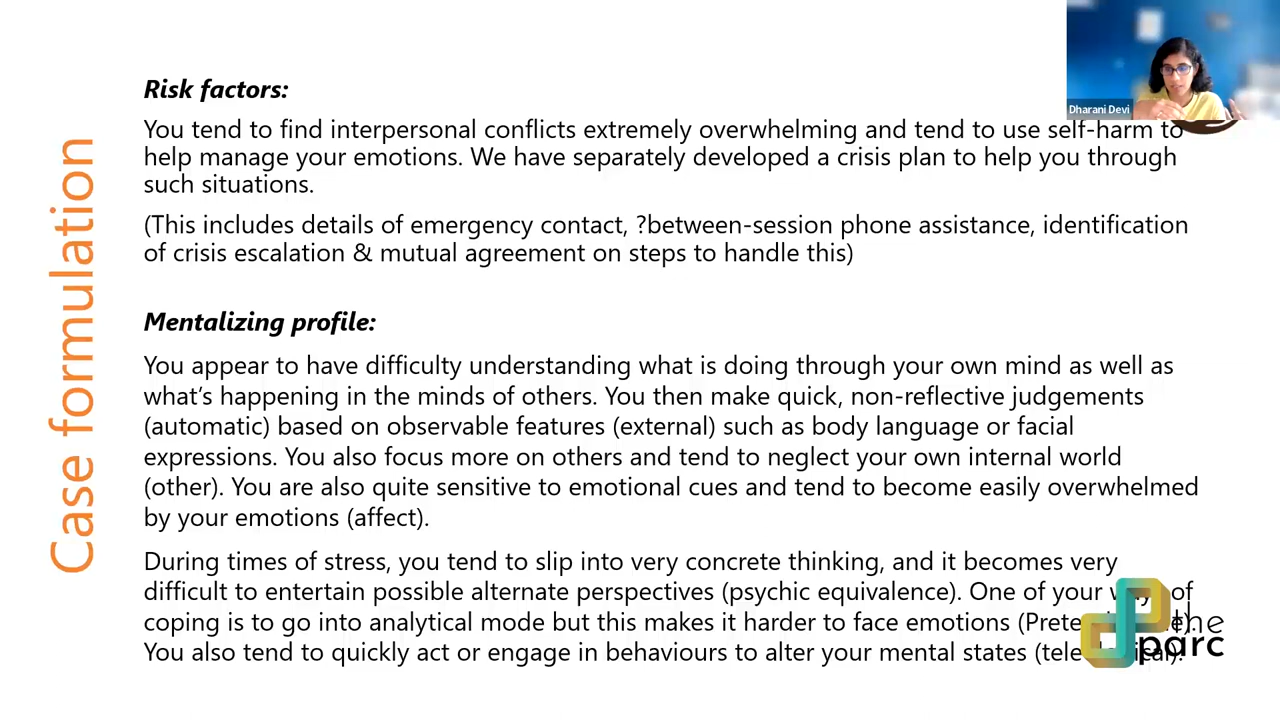 Case formulation
Risk factors:
You tend to find interpersonal conflicts extremely overwhelming and tend to use self-harm to
help manage your emotions. We have separately developed a crisis plan to help you through
such situations.
(This includes details of emergency contact, ?between-session phone assistance, identification
of crisis escalation & mutual agreement on steps to handle this)
Mentalizing profile:
You appear to have difficulty understanding what is doing through your own mind as well as
what's happening in the minds of others. You then make quick, non-reflective judgements
(automatic) based on observable features (external) such as body language or facial
expressions. You also focus more on others and tend to neglect your own internal world
(other). You are also quite sensitive to emotional cues and tend to become easily overwhelmed
by your emotions (affect).
During times of stress, you tend to slip into very concrete thinking, and it becomes very
difficult to entertain possible alternate perspectives (psychic equivalence). One of your of
coping is to go into analytical mode but this makes it harder to face emotions
You also tend to quickly act or engage in behaviours to alter your mental states
Dharani Devi
the
parc